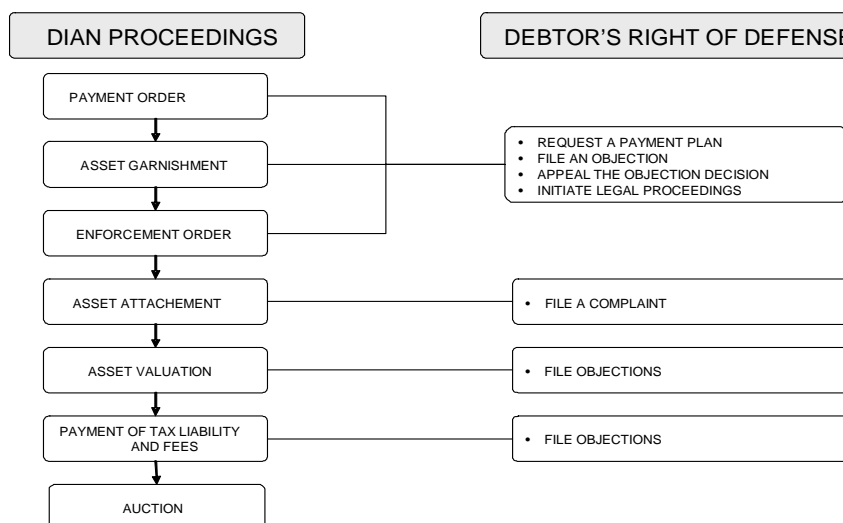 DIAN PROCEEDINGS
DEBTOR'S RIGHT OF DEFENSE
PAYMENT ORDER
ASSET GARNISHMENT
• REQUEST A PAYMENT PLAN
• FILE AN OBJECTION
• APPEAL THE OBJECTION DECISION
• INITIATE LEGAL PROCEEDINGS
ENFORCEMENT ORDER
ASSET ATTACHEMENT
• FILE A COMPLAINT
ASSET VALUATION
• FILE OBJECTIONS
PAYMENT OF TAX LIABILITY
AND FEES
• FILE OBJECTIONS
AUCTION